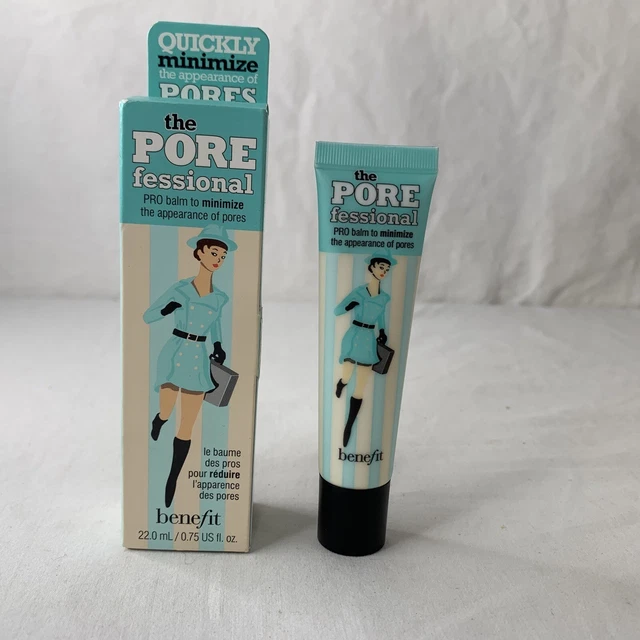 QUICKLY
minimize
the appearance of
PORES
the
PORE
fessional
PRO balm to minimize
the appearance of pores
le baume
des pros
pour réduire
l'apparence
des pores
benefit
22.0 mL / 0.75 US fl. oz.
the
PORE
fessional
PRO balm to minimize
the appearance of pores
benefit